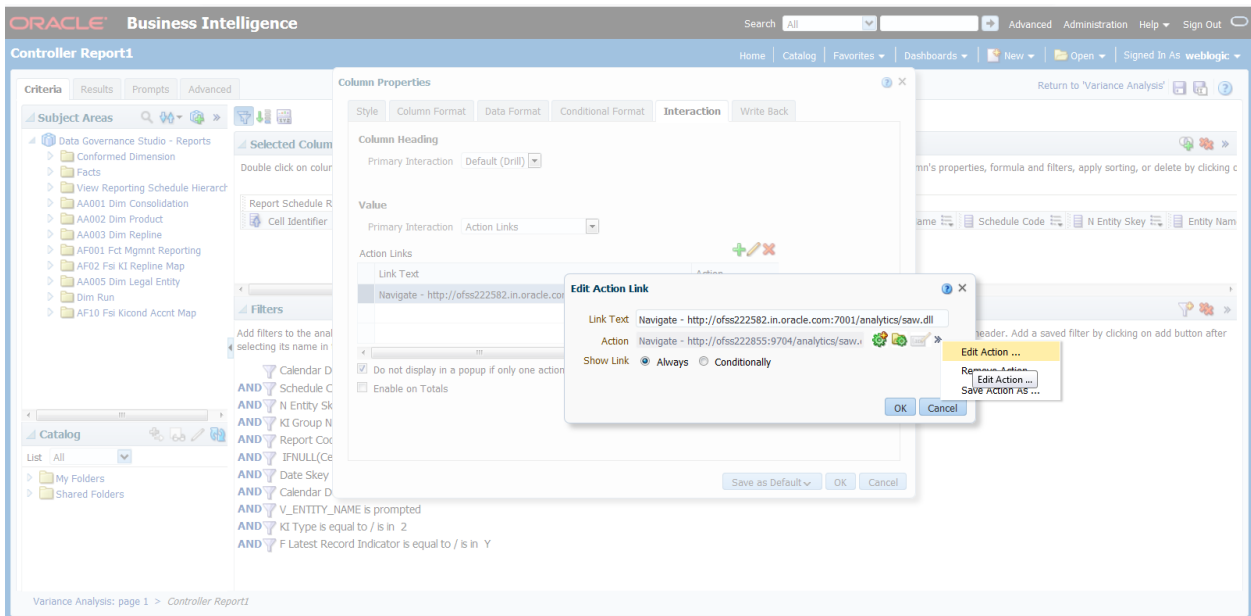 ORACLE Business Intelligence
Search All Advanced Administration Help Sign Out
Controller Report1
Home Catalog Favorites Dashboards New Open Signed In As weblogic
Criteria Results Prompts Advanced
Return to 'Variance Analysis'
Subject Areas
Data Governance Studio - Reports
Conformed Dimension
Facts
View Reporting Schedule Hierarch
AA001 Dim Consolidation
AA002 Dim Product
AA003 Dim Repline
AF001 Fct Mgmnt Reporting
AF02 Fsi KI Repline Map
AA005 Dim Legal Entity
Dim Run
AF10 Fsi Kicond Accnt Map
Catalog
List All
My Folders
Shared Folders
Selected Colum
Double click on colur
mn's properties, formula and filters, apply sorting, or delete by clicking o
Report Schedule R
Cell Identifier
ame Schedule Code N Entity Skey Entity Nam
Filters
Add filters to the anal
header. Add a saved filter by clicking on add button after
selecting its name in
Calendar D
AND Schedule C
AND N Entity Sk
AND KI Group N
AND Report Coc
AND IFNULL(Ce
AND Date Skey
AND Calendar D
AND V_ENTITY_NAME is prompted
AND KI Type is equal to / is in 2
AND F Latest Record Indicator is equal to / is in Y
Column Properties
Style Column Format Data Format Conditional Format Interaction Write Back
Column Heading
Primary Interaction Default (Drill)
Value
Primary Interaction Action Links
Action Links
Link Text Action
Navigate - http://ofss222582.in.oracle.co
Do not display in a popup if only one action
Enable on Totals
Save as Default OK Cancel
Edit Action Link
Link Text Navigate - http://ofss222582.in.oracle.com:7001/analytics/saw.dll
Action Navigate - http://ofss222855:9704/analytics/saw.
Show Link Always Conditionally
OK Cancel
Edit Action ...
Remove Action
Edit Action ...
Save Action As ...
Variance Analysis: page 1 > Controller Report1